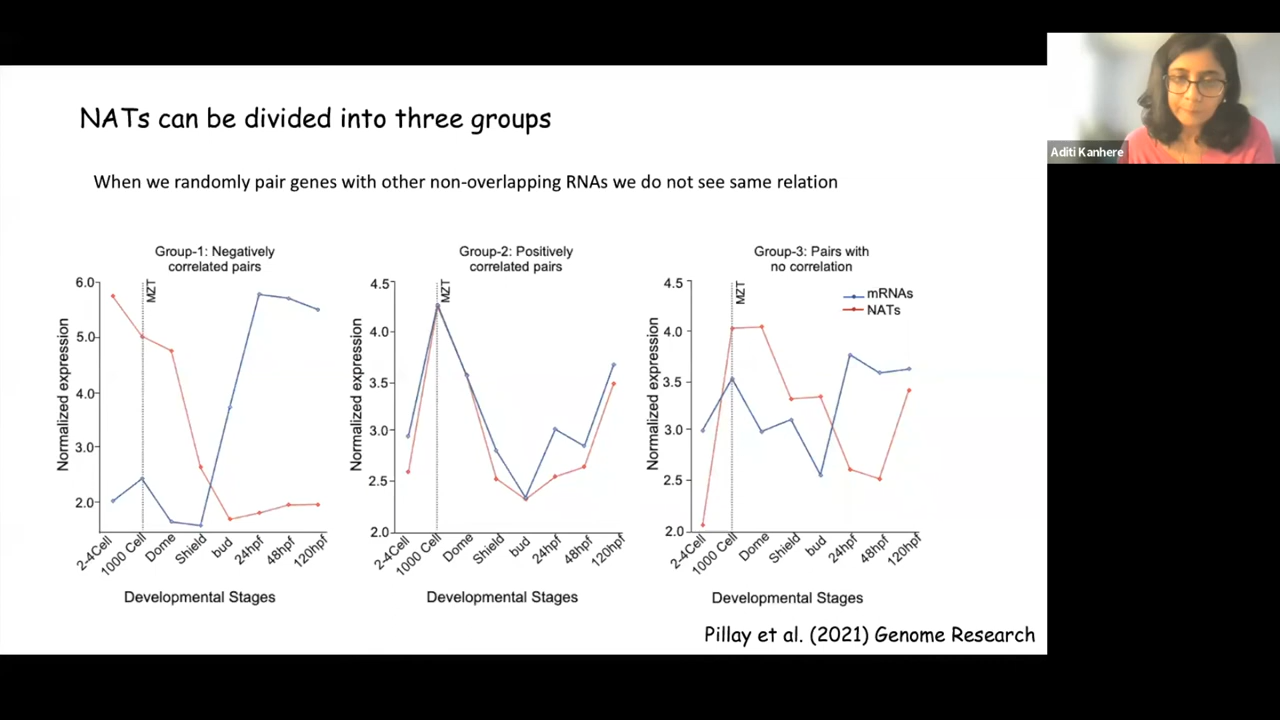 NATs can be divided into three groups
When we randomly pair genes with other non-overlapping RNAs we do not see same relation
Group-1: Negatively
correlated pairs
MZT
6.0
5.0
4.0
3.0
2.0
Normalized expression
2-4Cell
1000 Cell
Dome
Shield
bud
24hpf
48hpf
120hpf
Developmental Stages
Group-2: Positively
correlated pairs
MZT
4.5
4.0
3.5
3.0
2.5
2.0
Normalized expression
2-4Cell
1000 Cell
Dome
Shield
bud
24hpf
48hpf
120hpf
Developmental Stages
Group-3: Pairs with
no correlation
MZT
mRNAs
NATs
4.5
4.0
3.5
3.0
2.5
2.0
Normalized expression
2-4Cell
1000 Cell
Dome
Shield
bud
24hpf
48hpf
120hpf
Developmental Stages
Pillay et al. (2021) Genome Research
Aditi Kanhere